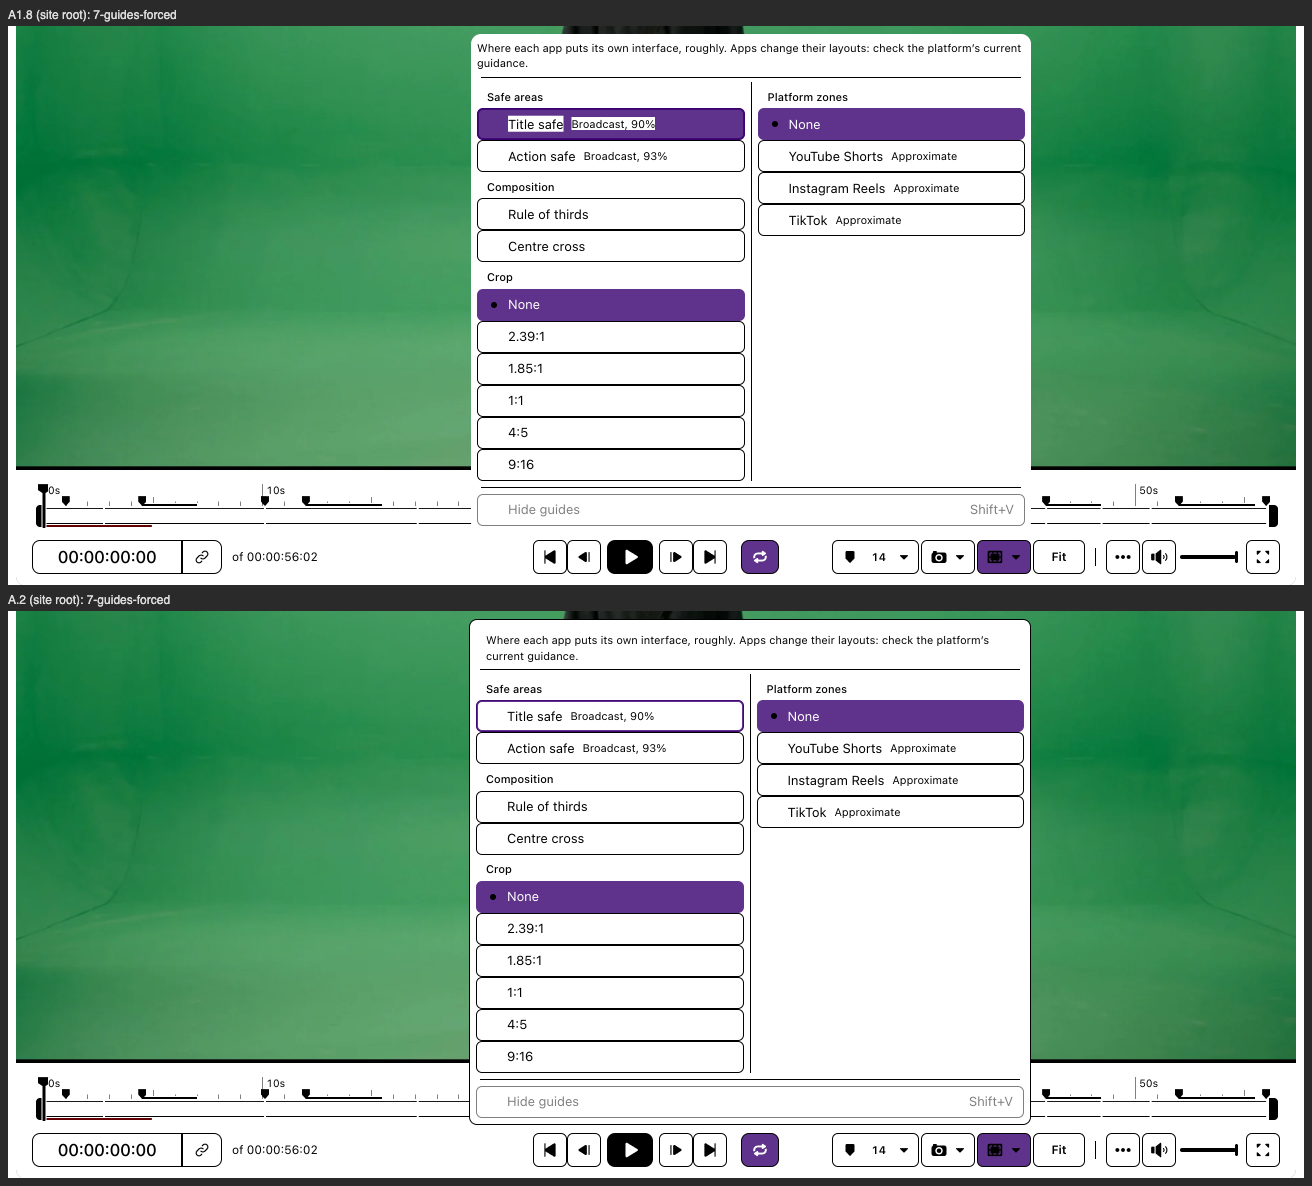 A1.8 (site root): 7-guides-forced
Where each app puts its own interface, roughly. Apps change their layouts: check the platform's current
guidance.
Safe areas
Title safe Broadcast, 90%
Action safe Broadcast, 93%
Composition
Rule of thirds
Centre cross
Crop
None
2.39:1
1.85:1
1:1
4:5
9:16
Platform zones
None
YouTube Shorts Approximate
Instagram Reels Approximate
TikTok Approximate
Hide guides Shift+V
0s 10s 50s
00:00:00:00 of 00:00:56:02 14 Fit
A.2 (site root): 7-guides-forced
Where each app puts its own interface, roughly. Apps change their layouts: check the platform's
current guidance.
Safe areas
Title safe Broadcast, 90%
Action safe Broadcast, 93%
Composition
Rule of thirds
Centre cross
Crop
None
2.39:1
1.85:1
1:1
4:5
9:16
Platform zones
None
YouTube Shorts Approximate
Instagram Reels Approximate
TikTok Approximate
Hide guides Shift+V
0s 10s 50s
00:00:00:00 of 00:00:56:02 14 Fit